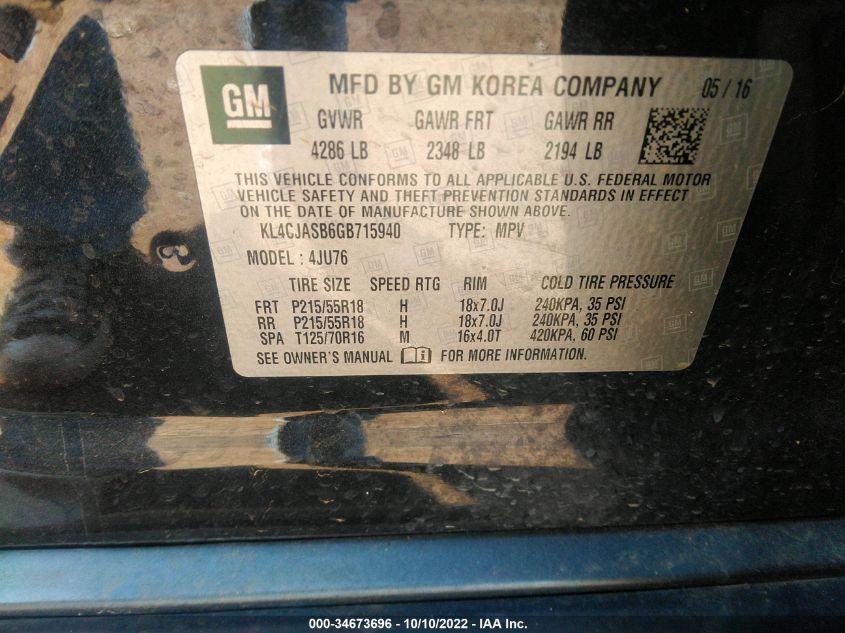 GM
MFD BY GM KOREA COMPANY 05 / 16
GVWR GAWR FRT GAWR RR
4286 LB 2348 LB 2194 LB
THIS VEHICLE CONFORMS TO ALL APPLICABLE U.S. FEDERAL MOTOR
VEHICLE SAFETY AND THEFT PREVENTION STANDARDS IN EFFECT
ON THE DATE OF MANUFACTURE SHOWN ABOVE.
KL4CJASB6GB715940 TYPE: MPV
MODEL : 4JU76
TIRE SIZE SPEED RTG RIM COLD TIRE PRESSURE
FRT P215/55R18 H 18x7.0J 240KPA, 35 PSI
RR P215/55R18 H 18x7.0J 240KPA, 35 PSI
SPA T125/70R16 M 16x4.0T 420KPA, 60 PSI
SEE OWNER'S MANUAL FOR MORE INFORMATION.
000-34673696 - 10/10/2022 - IAA Inc.